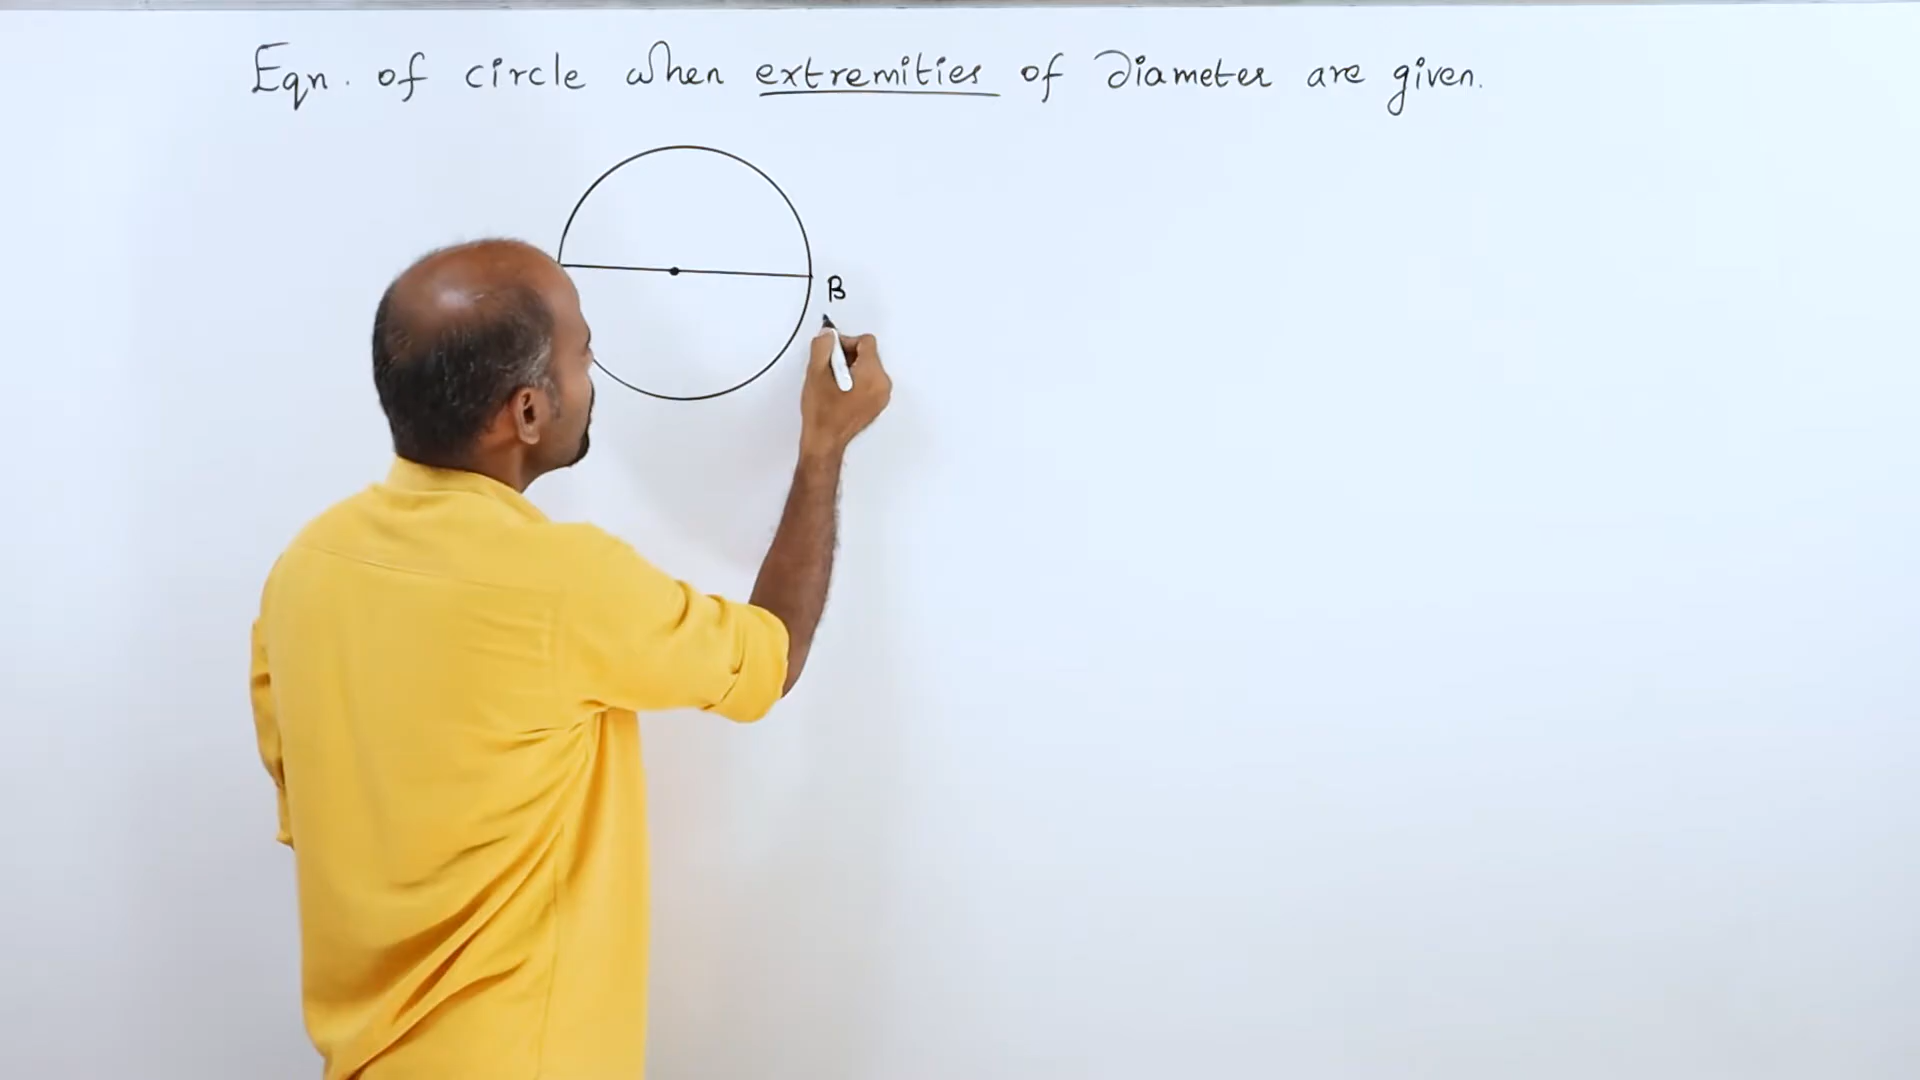 Eqn. of circle when extremities of diameter are given.
B